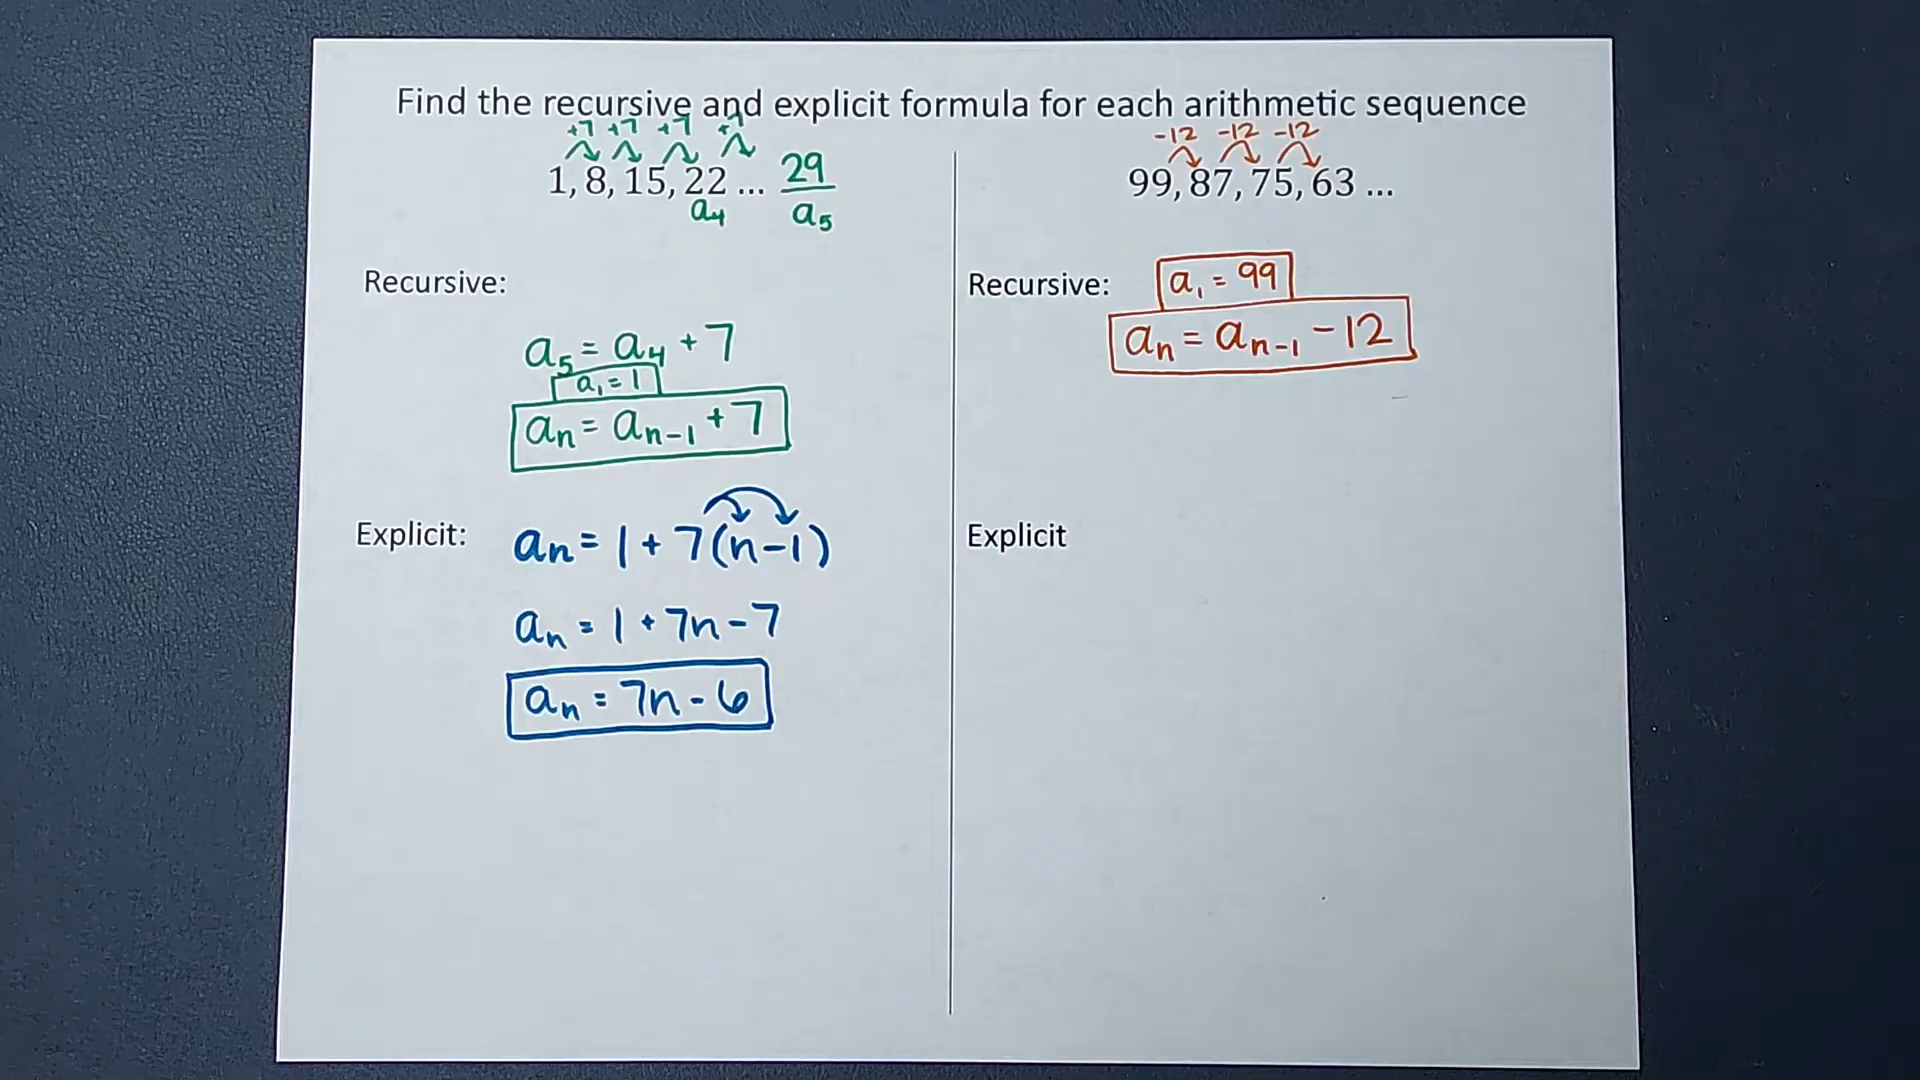 Find the recursive and explicit formula for each arithmetic sequence
+7 +7 +7 +7
1, 8, 15, 22 ... 29
a₄ a₅
Recursive:
a₅ = a₄ + 7
a₁ = 1
aₙ = aₙ₋₁ + 7
Explicit:
aₙ = 1 + 7(n-1)
aₙ = 1 + 7n - 7
aₙ = 7n - 6
-12 -12 -12
99, 87, 75, 63 ...
Recursive:
a₁ = 99
aₙ = aₙ₋₁ - 12
Explicit